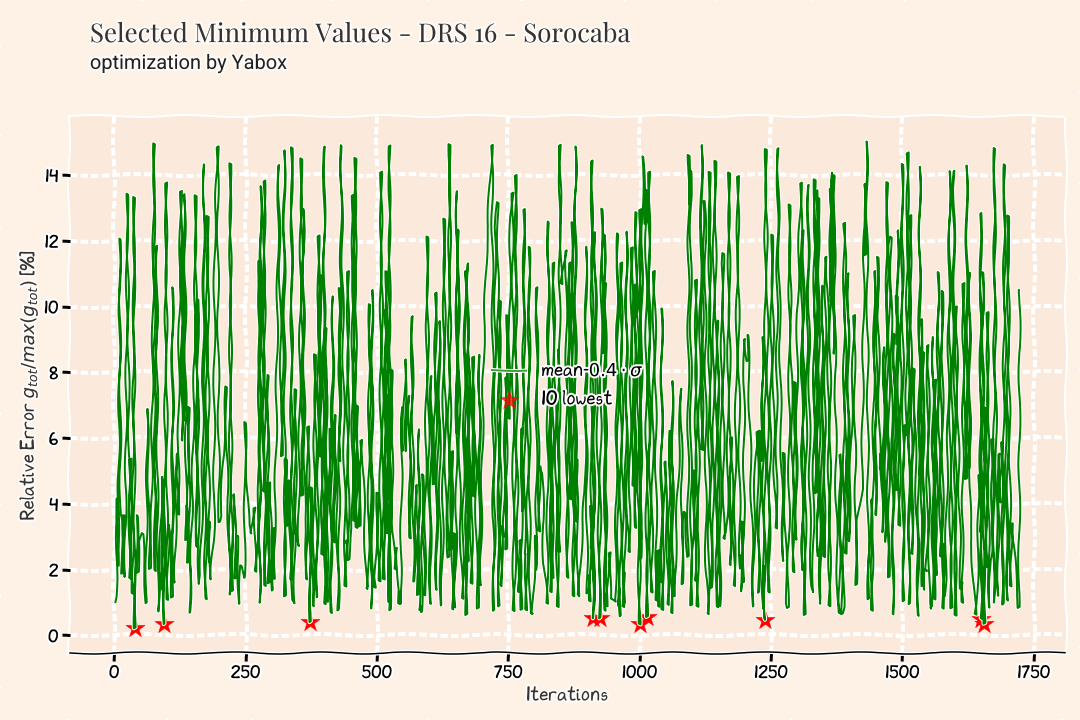 Selected Minimum Values - DRS 16 - Sorocaba
optimization by Yabox
Relative Error g_tot/max(g_tot) [%]
14
12
10
8
6
4
2
0
mean-0.4 · σ
10 lowest
0 250 500 750 1000 1250 1500 1750
Iterations